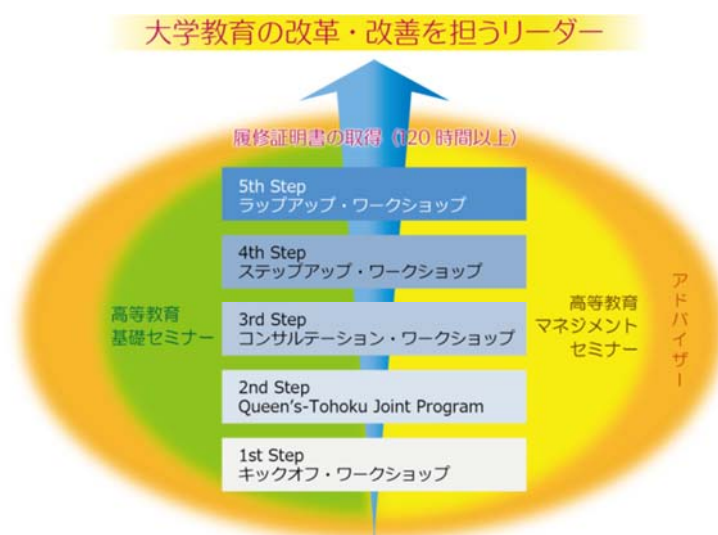 大学教育の改革・改善を担うリーダー
履修証明書の取得（120時間以上）
5th Step
ラップアップ・ワークショップ
4th Step
ステップアップ・ワークショップ
3rd Step
コンサルテーション・ワークショップ
2nd Step
Queen's-Tohoku Joint Program
1st Step
キックオフ・ワークショップ
高等教育
基礎セミナー
高等教育
マネジメント
セミナー
アドバイザー